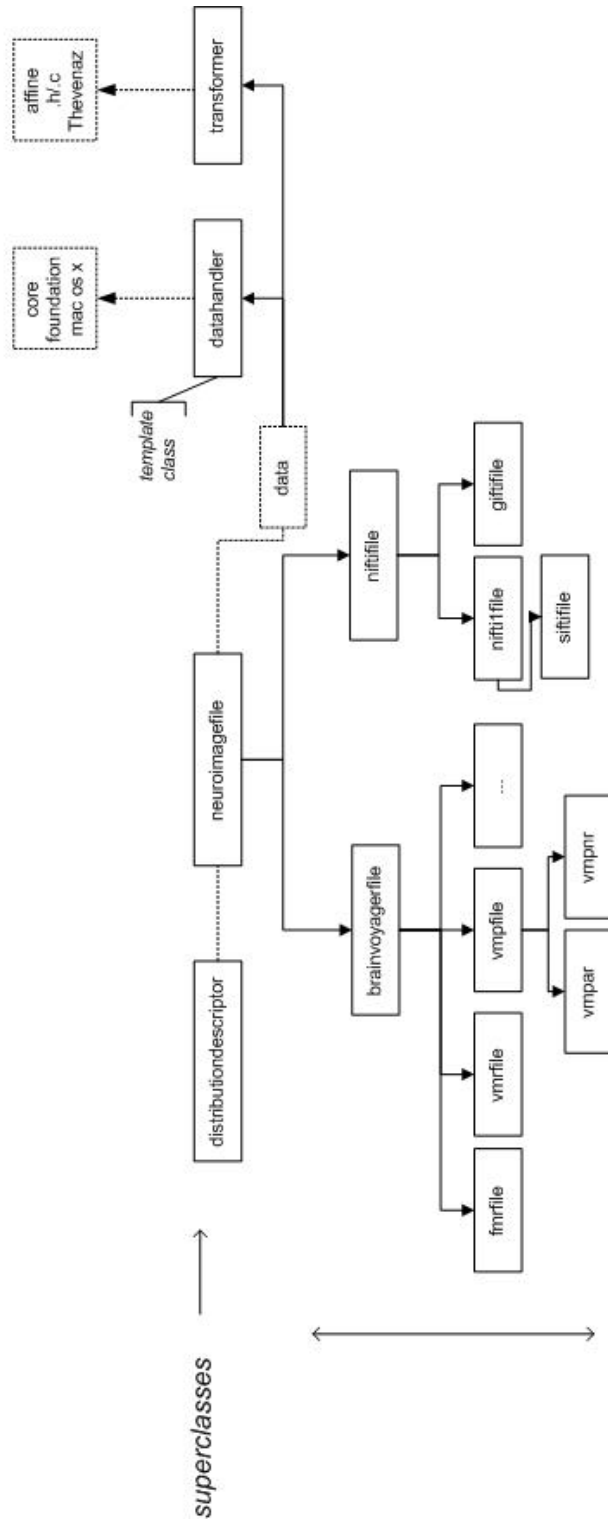 superclasses
distributiondescriptor
neuroimagefile
data
template
class
datahandler
transformer
core
foundation
mac os x
affine
.h/.c
Thevenaz
brainvoyagerfile
niftifile
fmrfile
vmrfile
vmpfile
...
nifti1file
giftifile
vmpar
vmpnr
siftifile